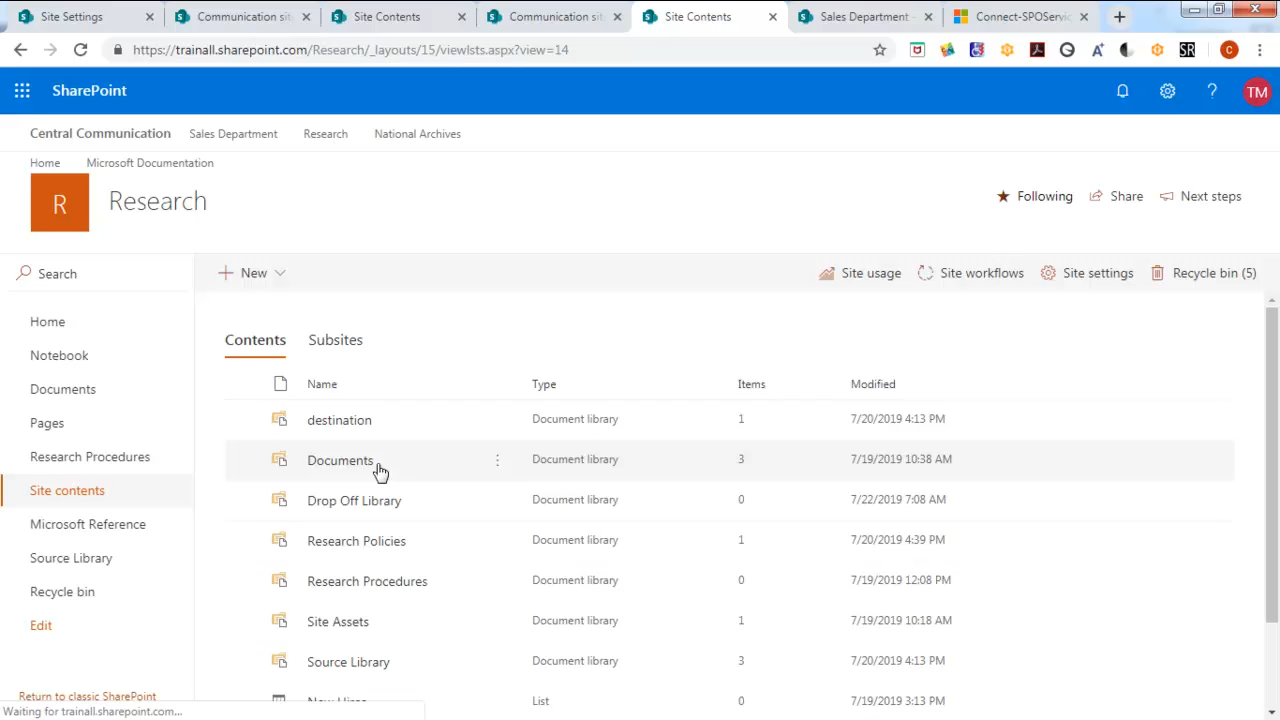 Site Settings
Communication si
Site Contents
Communication si
Site Contents
Sales Department -
Connect-SPOServic
https://trainall.sharepoint.com/Research/_layouts/15/viewlsts.aspx?view=14
SR
C
SharePoint
TM
Central Communication Sales Department Research National Archives
Home Microsoft Documentation
R
Research
Following Share Next steps
Search
New
Site usage Site workflows Site settings Recycle bin (5)
Home
Notebook
Documents
Pages
Research Procedures
Site contents
Microsoft Reference
Source Library
Recycle bin
Edit
Return to classic SharePoint
Contents Subsites
Name Type Items Modified
destination Document library 1 7/20/2019 4:13 PM
Documents Document library 3 7/19/2019 10:38 AM
Drop Off Library Document library 0 7/22/2019 7:08 AM
Research Policies Document library 1 7/20/2019 4:39 PM
Research Procedures Document library 0 7/19/2019 12:08 PM
Site Assets Document library 1 7/19/2019 10:18 AM
Source Library Document library 3 7/20/2019 4:13 PM
List 0 7/19/2019 3:13 PM
Waiting for trainall.sharepoint.com...